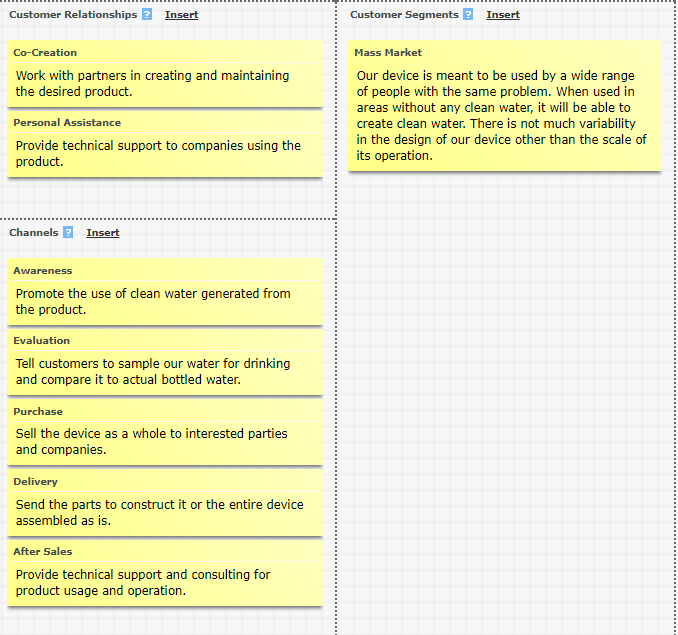 Customer Relationships ? Insert
Co-Creation
Work with partners in creating and maintaining
the desired product.
Personal Assistance
Provide technical support to companies using the
product.
Channels ? Insert
Awareness
Promote the use of clean water generated from
the product.
Evaluation
Tell customers to sample our water for drinking
and compare it to actual bottled water.
Purchase
Sell the device as a whole to interested parties
and companies.
Delivery
Send the parts to construct it or the entire device
assembled as is.
After Sales
Provide technical support and consulting for
product usage and operation.
Customer Segments ? Insert
Mass Market
Our device is meant to be used by a wide range
of people with the same problem. When used in
areas without any clean water, it will be able to
create clean water. There is not much variability
in the design of our device other than the scale of
its operation.